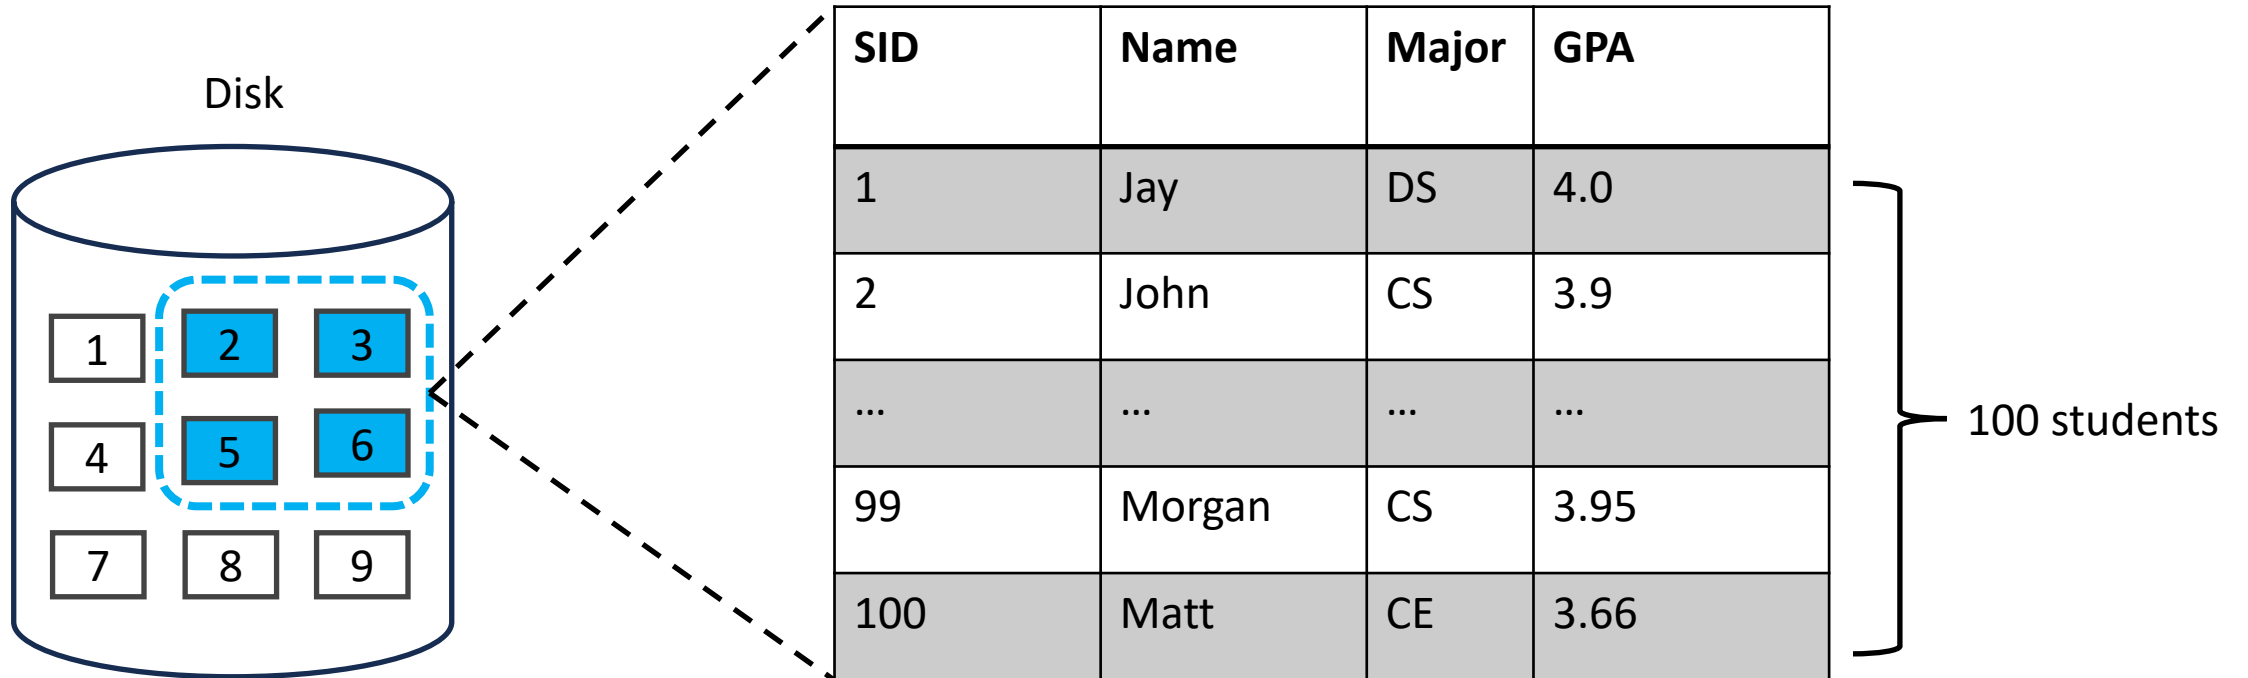 Disk
1 2 3
4 5 6
7 8 9
SID Name Major GPA
1 Jay DS 4.0
2 John CS 3.9
... ... ... ...
99 Morgan CS 3.95
100 Matt CE 3.66
100 students